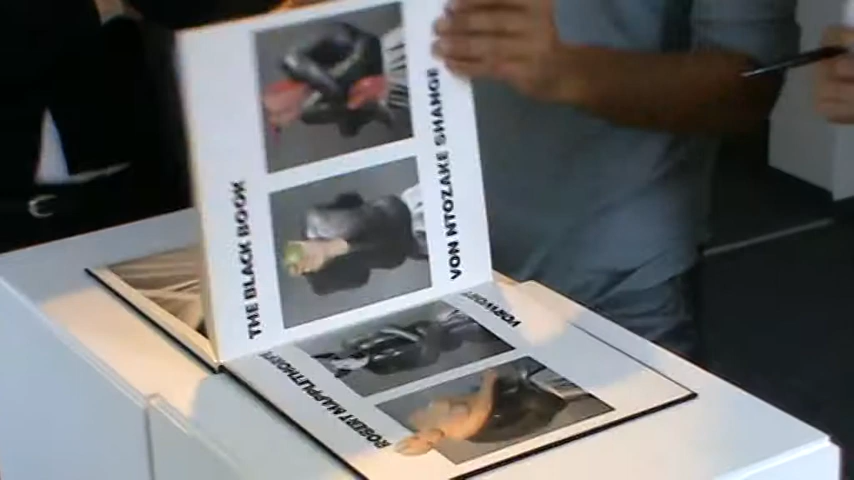 ROBERT MAPPLETHORPE
THE BLACK BOOK
VORWORT
VON NTOZAKE SHANGE